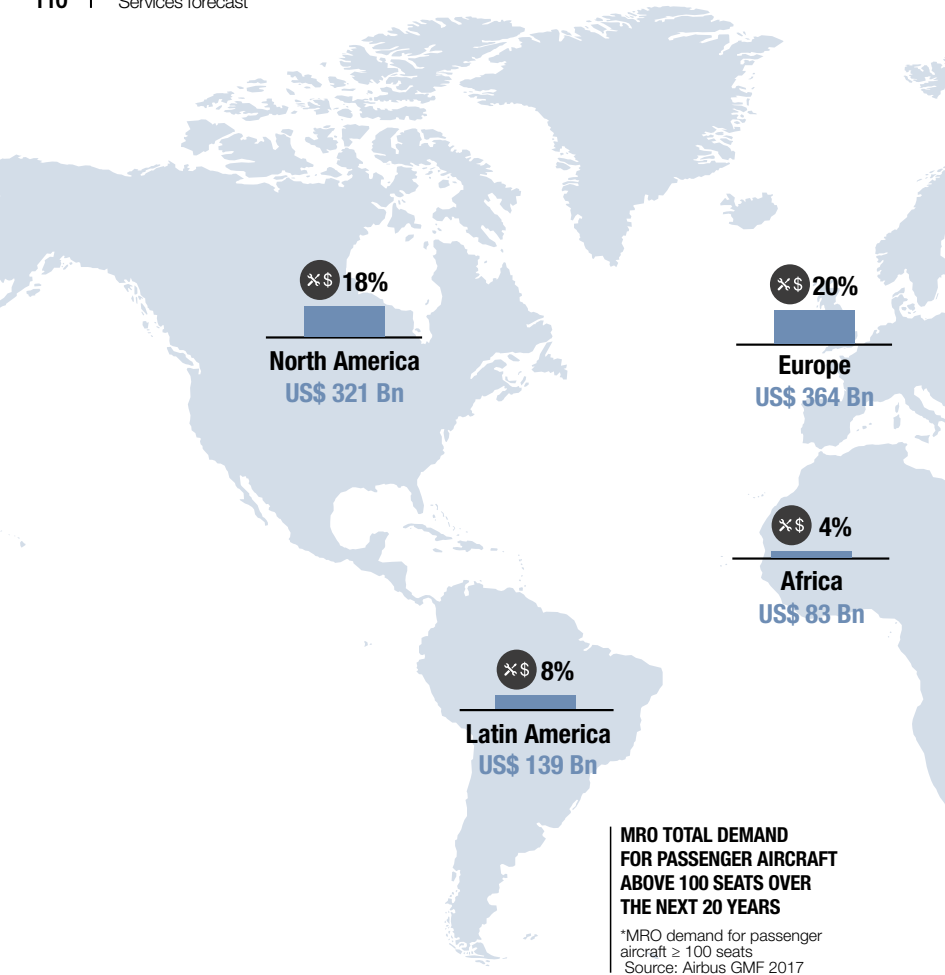 110 | Services forecast
$ 18%
North America
US$ 321 Bn
$ 20%
Europe
US$ 364 Bn
$ 4%
Africa
US$ 83 Bn
$ 8%
Latin America
US$ 139 Bn
MRO TOTAL DEMAND
FOR PASSENGER AIRCRAFT
ABOVE 100 SEATS OVER
THE NEXT 20 YEARS
*MRO demand for passenger
aircraft ≥ 100 seats
Source: Airbus GMF 2017